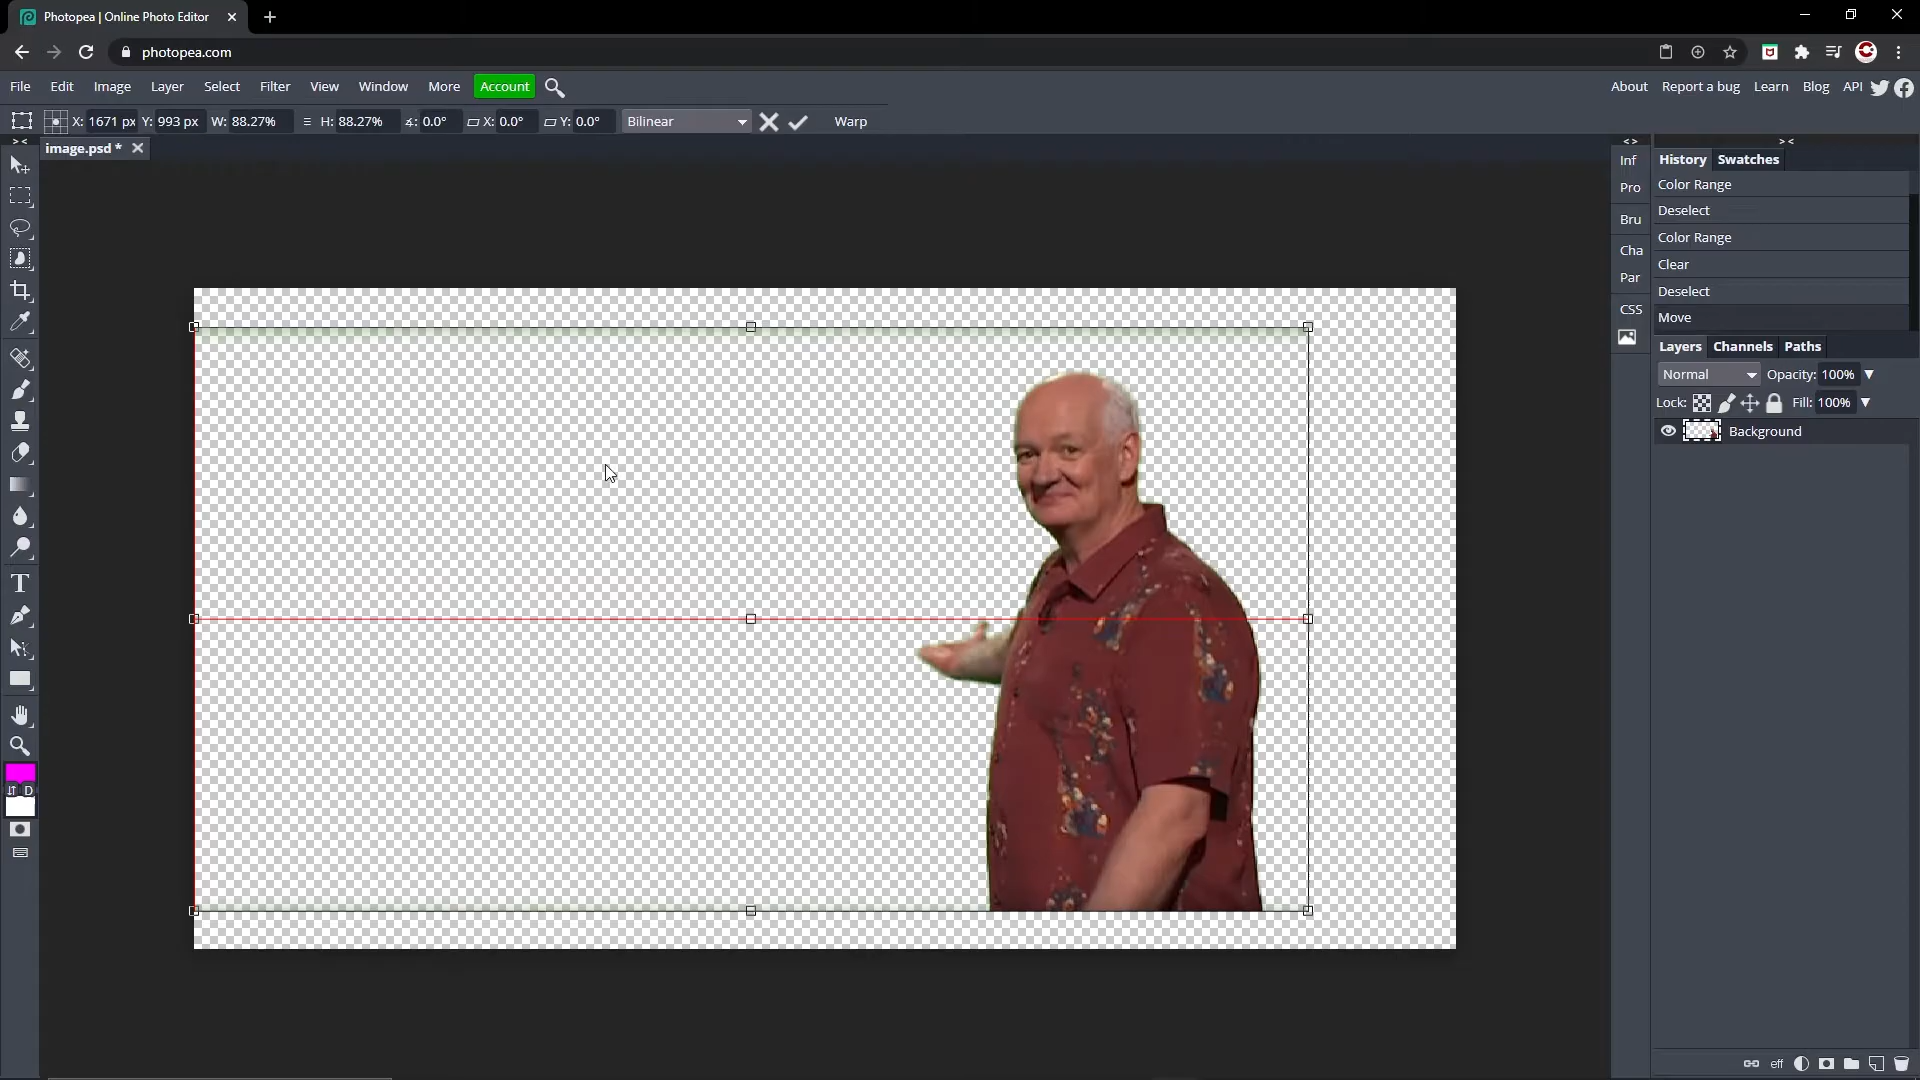 Photopea | Online Photo Editor
photopea.com
File Edit Image Layer Select Filter View Window More Account About Report a bug Learn Blog API
X: 1671 px Y: 993 px W: 88.27% H: 88.27% 0.0° X: 0.0° Y: 0.0° Bilinear Warp
image.psd *
Inf
Pro
Bru
Cha
Par
CSS
History Swatches
Color Range
Deselect
Color Range
Clear
Deselect
Move
Layers Channels Paths
Normal Opacity: 100%
Lock: Fill: 100%
Background
T
D
eff